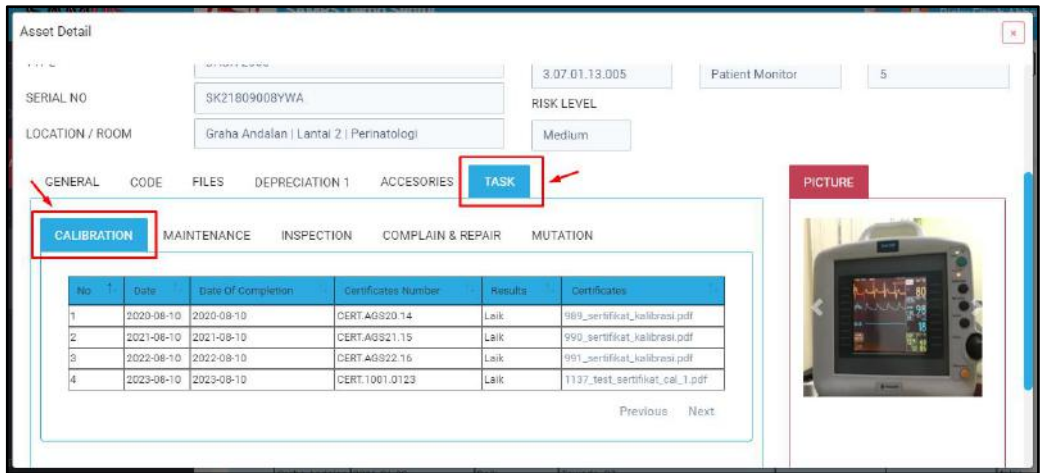 Asset Detail
x
3.07.01.13.005
Patient Monitor
5
SERIAL NO
SK21809008YWA
RISK LEVEL
LOCATION / ROOM
Graha Andalan | Lantai 2 | Perinatologi
Medium
GENERAL CODE FILES DEPRECIATION 1 ACCESORIES TASK
PICTURE
CALIBRATION MAINTENANCE INSPECTION COMPLAIN & REPAIR MUTATION
No Date Date Of Completion Certificates Number Results Certificates
1 2020-08-10 2020-08-10 CERT.AGS20.14 Laik 989_sertifikat_kalibrasi.pdf
2 2021-08-10 2021-08-10 CERT.AGS21.15 Laik 990_sertifikat_kalibrasi.pdf
3 2022-08-10 2022-08-10 CERT.AGS22.16 Laik 991_sertifikat_kalibrasi.pdf
4 2023-08-10 2023-08-10 CERT.1001.0123 Laik 1137_test_sertifikat_cal_1.pdf
Previous Next